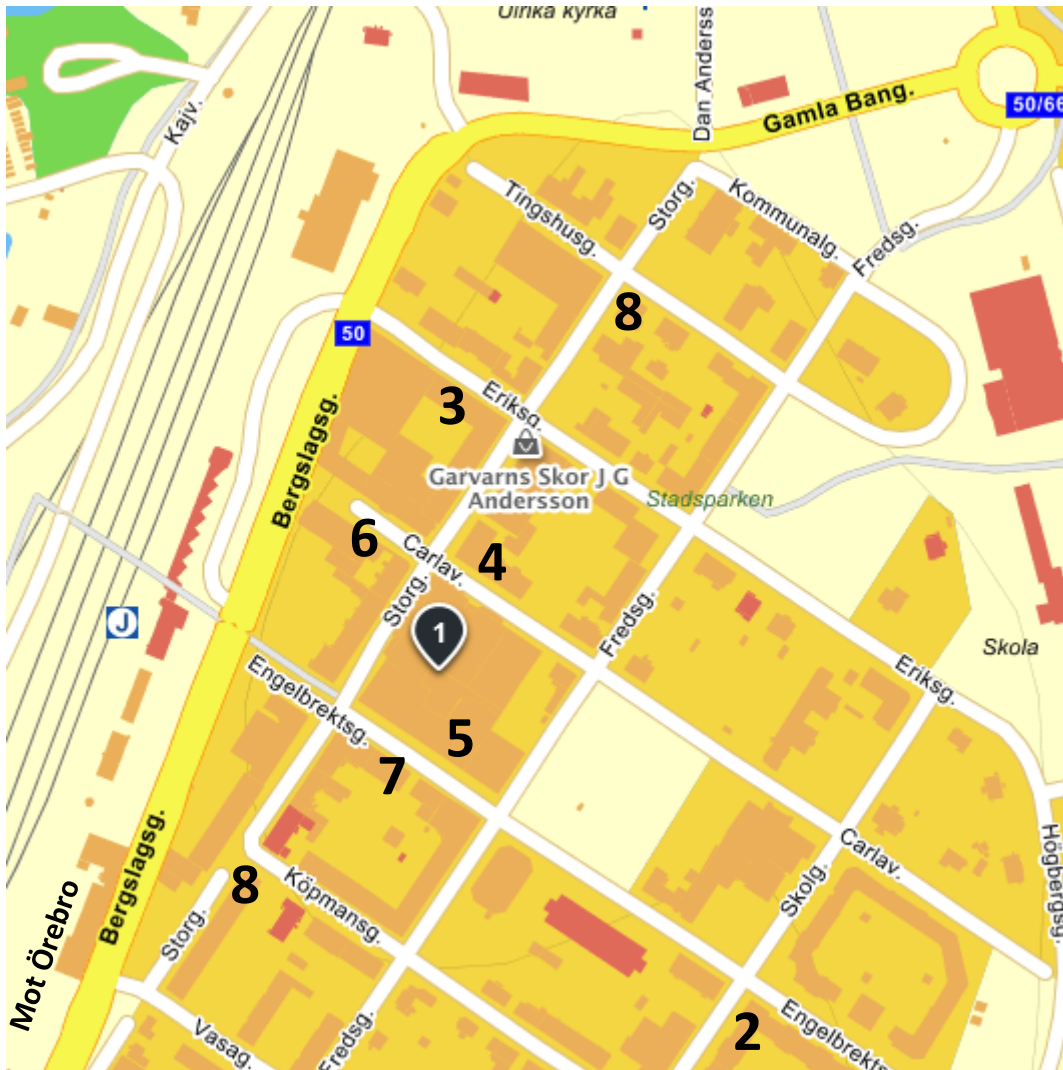 Ulrika kyrka
Dan Anderss
Gamla Bang.
50/66
Kajv.
Tingshusg.
Storg.
Kommunalg.
Fredsg.
8
50
3
Eriksg.
Bergslagsg.
Garvarns Skor J G
Andersson
Stadsparken
6
Carlav.
4
Storg.
J
1
Fredsg.
Skola
Engelbrektsg.
Eriksg.
5
7
Bergslagsg.
8
Köpmansg.
Carlav.
Högbergsg.
Skolg.
Mot Örebro
Storg.
2
Engelbrekts
Vasag.
Fredsg.